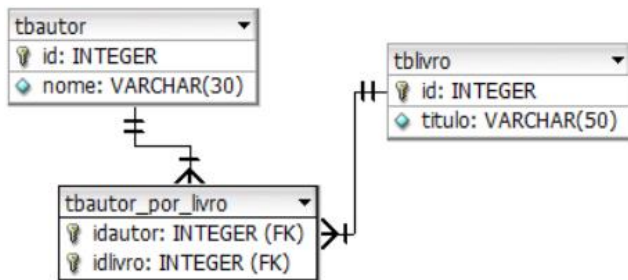 tbautor
id: INTEGER
nome: VARCHAR(30)
tblivro
id: INTEGER
titulo: VARCHAR(50)
tbautor_por_livro
idautor: INTEGER (FK)
idlivro: INTEGER (FK)